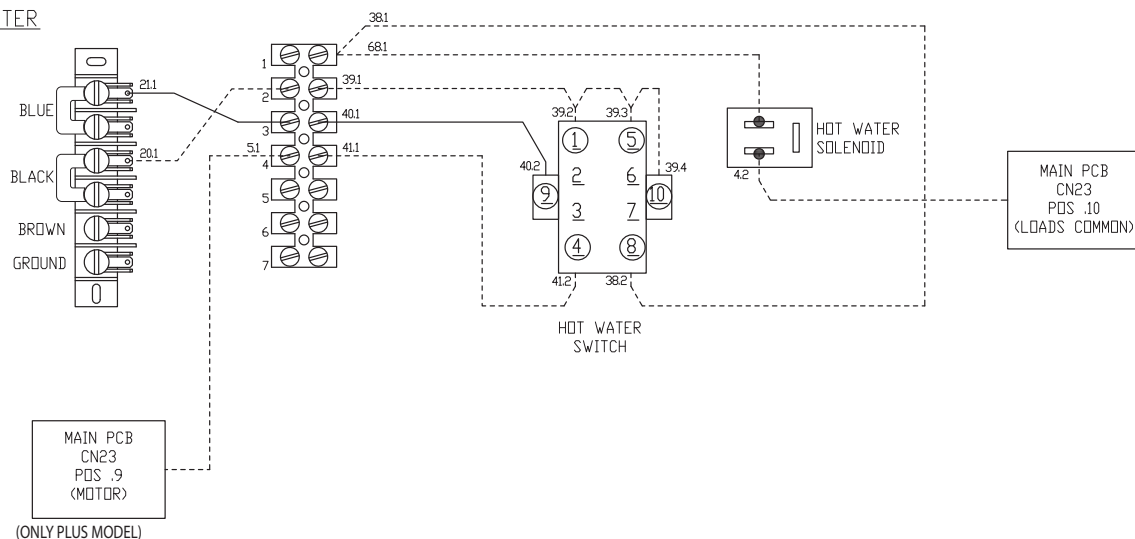 TER
38.1
68.1
1
21.1
39.1
2
BLUE
39.2
39.3
40.1
3
1
5
HOT WATER
SOLENOID
20.1
5.1
41.1
4
40.2
39.4
4.2
2
6
BLACK
9
10
5
3
7
MAIN PCB
CN23
POS .10
(LOADS COMMON)
BROWN
6
4
8
GROUND
7
41.2
38.2
HOT WATER
SWITCH
MAIN PCB
CN23
POS .9
(MOTOR)
(ONLY PLUS MODEL)